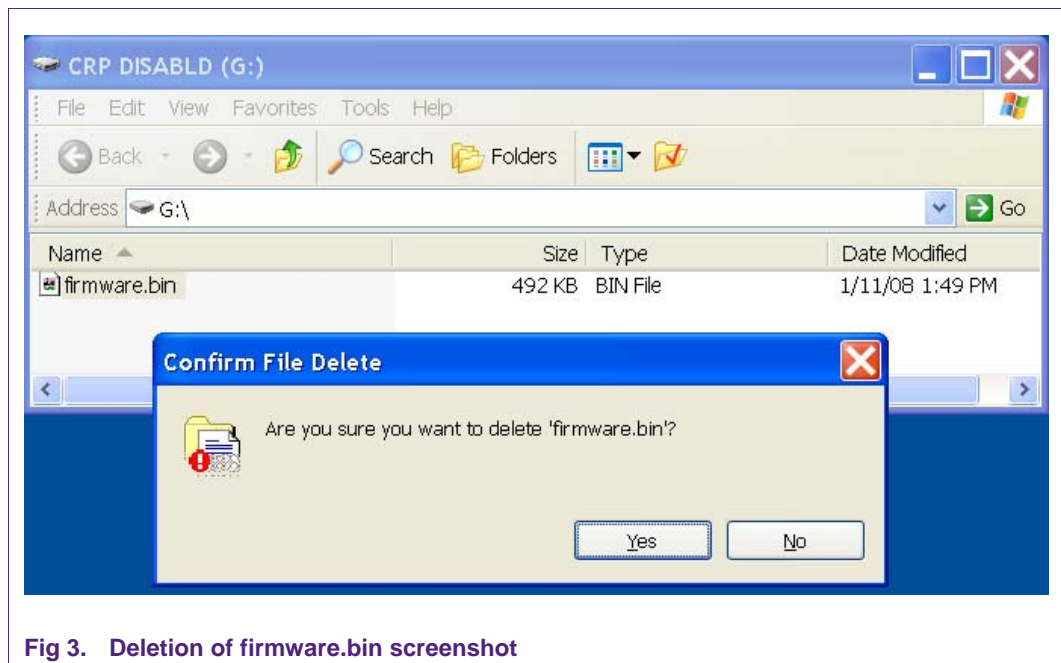 CRP DISABLD (G:)
File Edit View Favorites Tools Help
Back Search Folders
Address G:\ Go
Name Size Type Date Modified
firmware.bin 492 KB BIN File 1/11/08 1:49 PM
Confirm File Delete
Are you sure you want to delete 'firmware.bin'?
Yes No
Fig 3. Deletion of firmware.bin screenshot